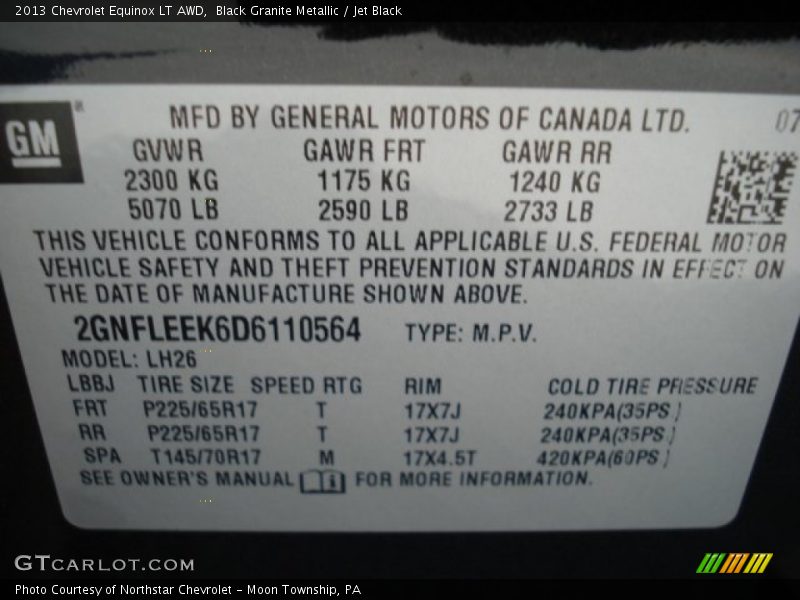 2013 Chevrolet Equinox LT AWD, Black Granite Metallic / Jet Black
GM
MFD BY GENERAL MOTORS OF CANADA LTD. 07
GVWR GAWR FRT GAWR RR
2300 KG 1175 KG 1240 KG
5070 LB 2590 LB 2733 LB
THIS VEHICLE CONFORMS TO ALL APPLICABLE U.S. FEDERAL MOTOR
VEHICLE SAFETY AND THEFT PREVENTION STANDARDS IN EFFECT ON
THE DATE OF MANUFACTURE SHOWN ABOVE.
2GNFLEEK6D6110564 TYPE: M.P.V.
MODEL: LH26
LBBJ TIRE SIZE SPEED RTG RIM COLD TIRE PRESSURE
FRT P225/65R17 T 17X7J 240KPA(35PS )
RR P225/65R17 T 17X7J 240KPA(35PS )
SPA T145/70R17 M 17X4.5T 420KPA(60PS )
SEE OWNER'S MANUAL FOR MORE INFORMATION.
GTCARLOT.COM
Photo Courtesy of Northstar Chevrolet - Moon Township, PA